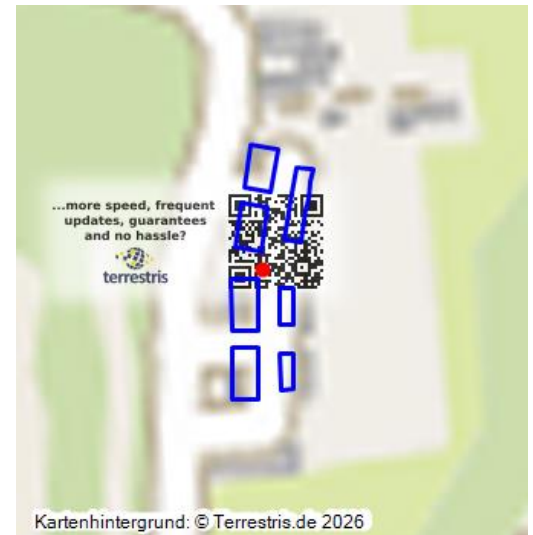 ...more speed, frequent
updates, guarantees
and no hassle?
terrestris
Kartenhintergrund: © Terrestris.de 2026